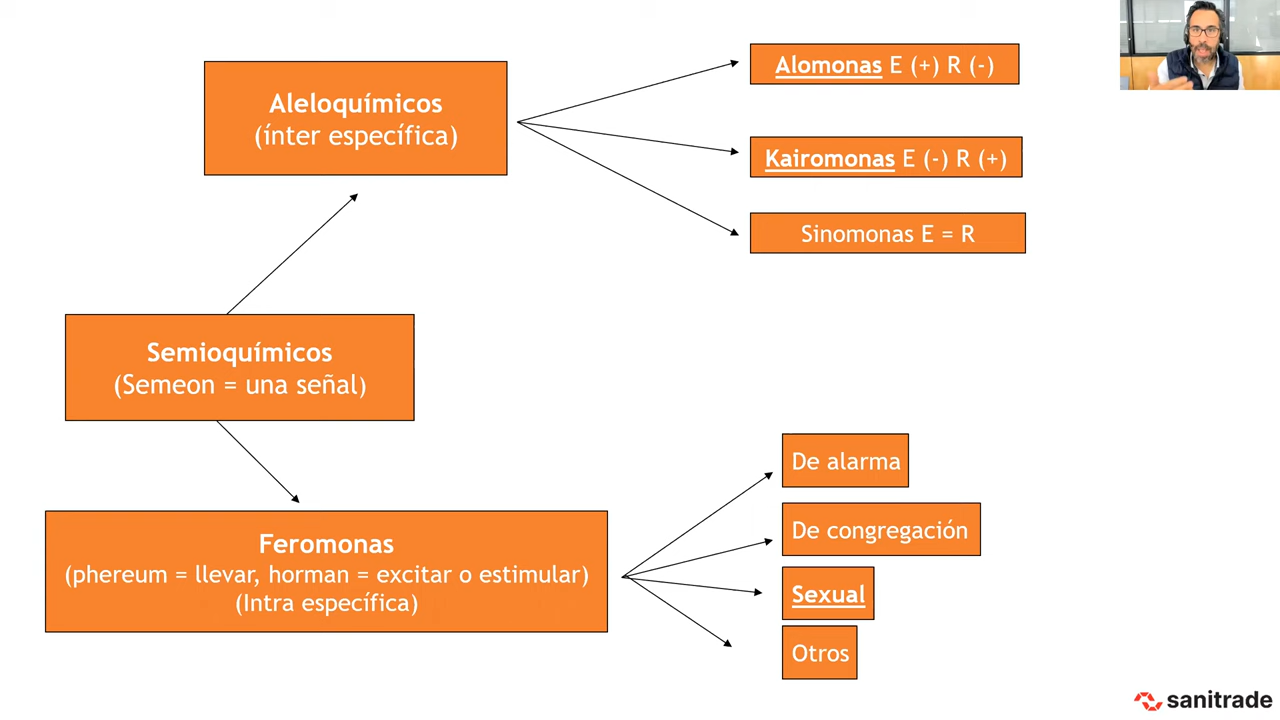 Aleloquímicos
(ínter específica)
Alomonas E (+) R (-)
Kairomonas E (-) R (+)
Sinomonas E = R
Semioquímicos
(Semeon = una señal)
Feromonas
(phereum = llevar, horman = excitar o estimular)
(Intra específica)
De alarma
De congregación
Sexual
Otros
sanitrade